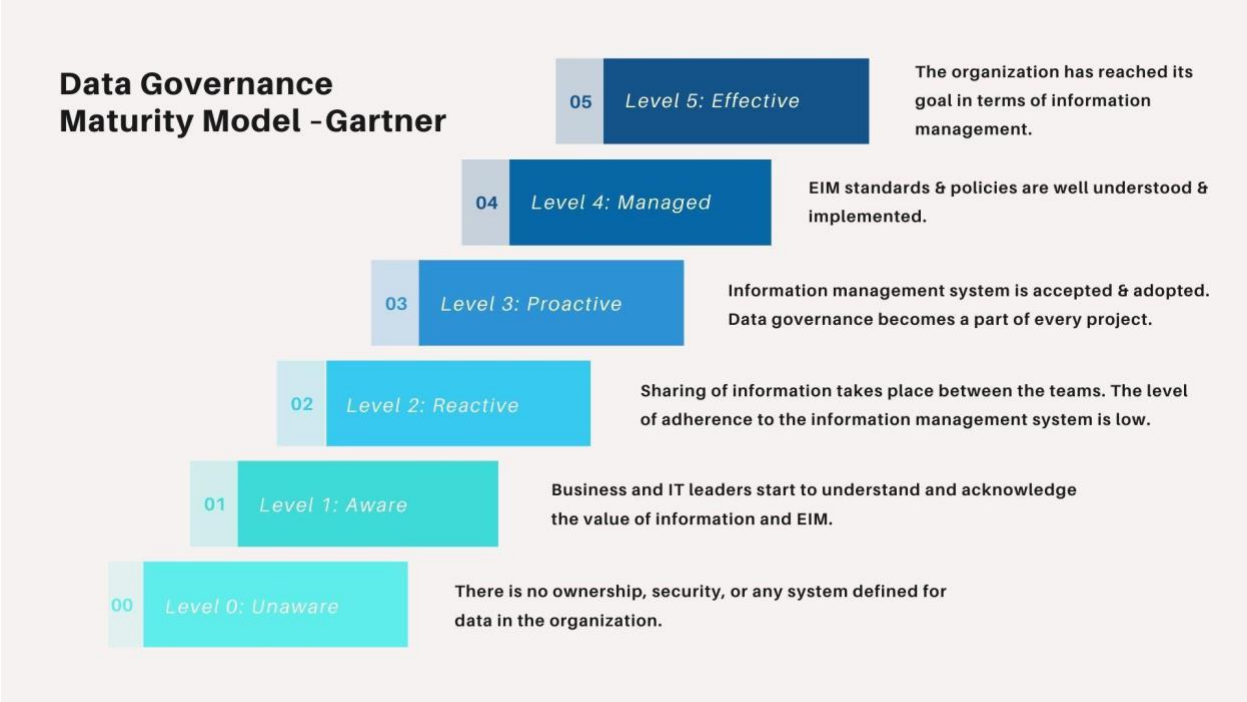 Data Governance
Maturity Model –Gartner
05
Level 5: Effective
The organization has reached its
goal in terms of information
management.
04
Level 4: Managed
EIM standards & policies are well understood &
implemented.
03
Level 3: Proactive
Information management system is accepted & adopted.
Data governance becomes a part of every project.
02
Level 2: Reactive
Sharing of information takes place between the teams. The level
of adherence to the information management system is low.
01
Level 1: Aware
Business and IT leaders start to understand and acknowledge
the value of information and EIM.
00
Level 0: Unaware
There is no ownership, security, or any system defined for
data in the organization.